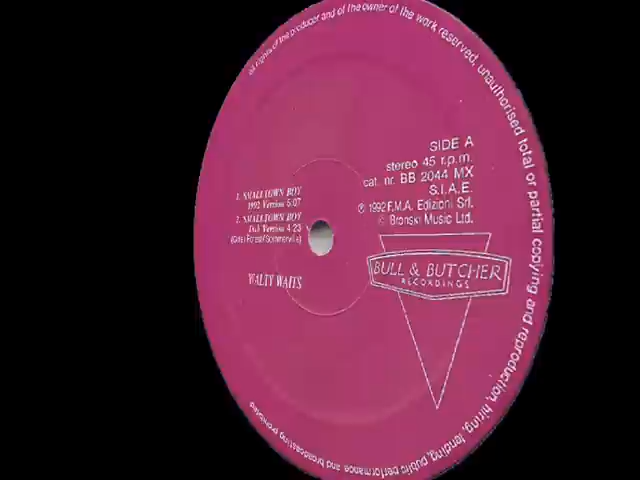 all rights of the producer and of the owner of the work reserved, unauthorised total or partial copying and reproduction, hiring, lending, public performance and broadcasting prohibited
SIDE A
stereo 45 r.p.m.
cat. nr. BB 2044 MX
S.I.A.E.
℗ 1992 F.M.A. Edizioni Srl.
© Bronski Music Ltd.
1. SMALLTOWN BOY
1992 Version 5:07
2. SMALLTOWN BOY
Dub Version 4:23
WALTY WAITS
BULL & BUTCHER
RECORDINGS